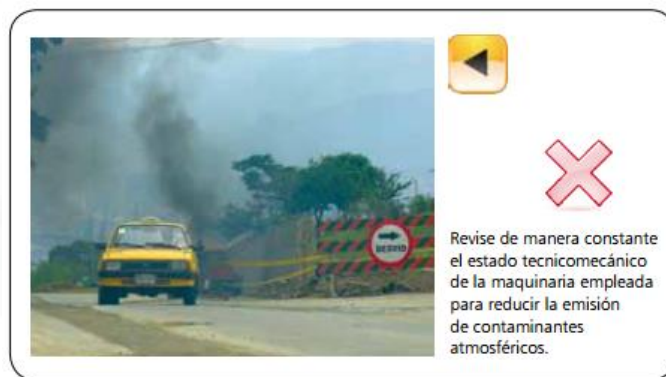 DESVIO
Revise de manera constante
el estado tecnicomecánico
de la maquinaria empleada
para reducir la emisión
de contaminantes
atmosféricos.